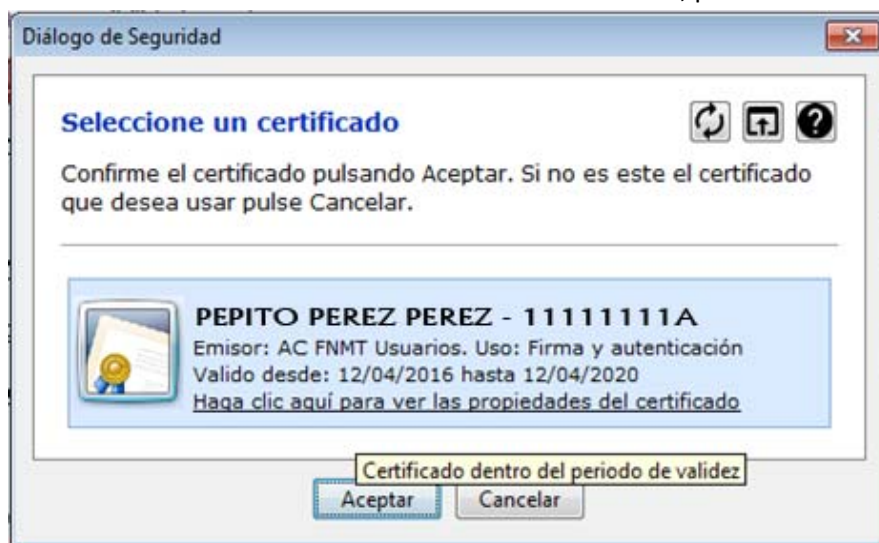 Diálogo de Seguridad
Seleccione un certificado
Confirme el certificado pulsando Aceptar. Si no es este el certificado
que desea usar pulse Cancelar.
PEPITO PEREZ PEREZ - 11111111A
Emisor: AC FNMT Usuarios. Uso: Firma y autenticación
Valido desde: 12/04/2016 hasta 12/04/2020
Haga clic aquí para ver las propiedades del certificado
Certificado dentro del periodo de validez
Aceptar Cancelar